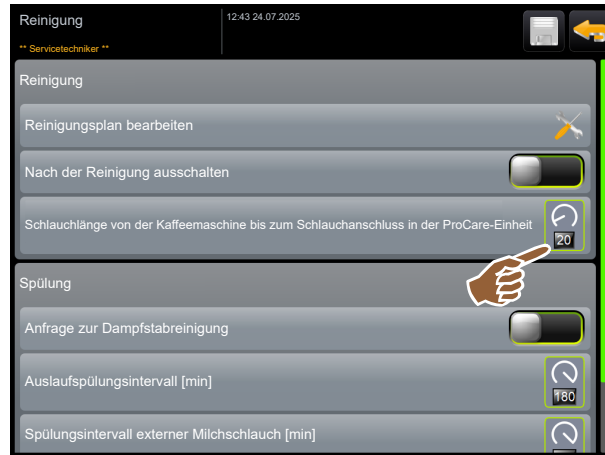 Reinigung
12:43 24.07.2025
** Servicetechniker **
Reinigung
Reinigungsplan bearbeiten
Nach der Reinigung ausschalten
Schlauchlänge von der Kaffeemaschine bis zum Schlauchanschluss in der ProCare-Einheit
20
Spülung
Anfrage zur Dampfstabreinigung
Auslaufspülungsintervall [min]
180
Spülungsintervall externer Milchschlauch [min]